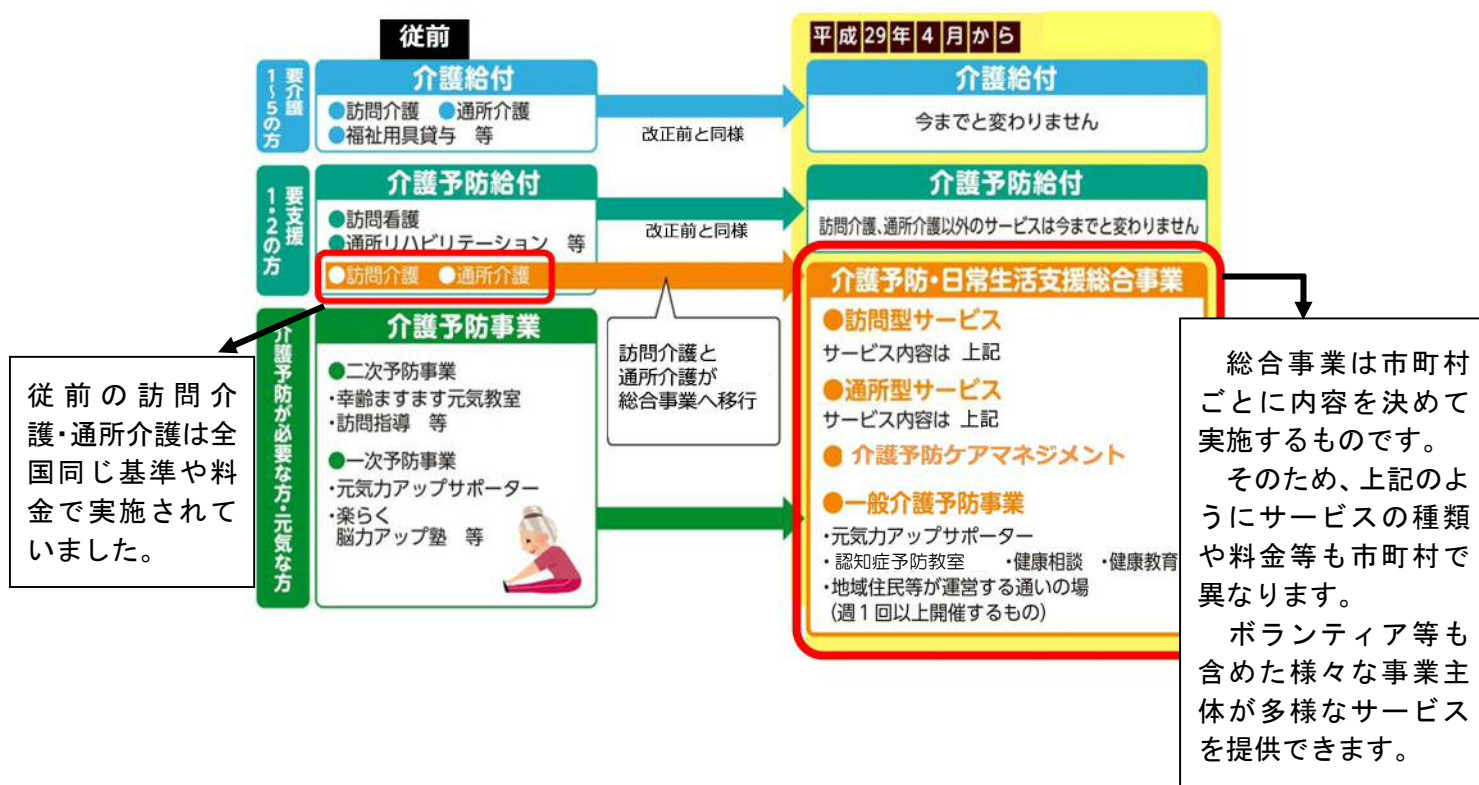 従前
平成29年4月から
要介護
1～5の方
介護給付
●訪問介護 ●通所介護
●福祉用具貸与 等
改正前と同様
介護給付
今までと変わりません
要支援
1・2の方
介護予防給付
●訪問看護
●通所リハビリテーション 等
●訪問介護 ●通所介護
改正前と同様
介護予防給付
訪問介護、通所介護以外のサービスは今までと変わりません
訪問介護と
通所介護が
総合事業へ移行
介護予防が必要な方・元気な方
介護予防事業
●二次予防事業
・幸齢ますます元気教室
・訪問指導 等
●一次予防事業
・元気力アップサポーター
・楽らく
脳力アップ塾 等
介護予防・日常生活支援総合事業
●訪問型サービス
サービス内容は 上記
●通所型サービス
サービス内容は 上記
● 介護予防ケアマネジメント
●一般介護予防事業
・元気力アップサポーター
・認知症予防教室 ・健康相談 ・健康教育
・地域住民等が運営する通いの場
(週１回以上開催するもの)
従前の訪問介
護・通所介護は全
国同じ基準や料
金で実施されて
いました。
総合事業は市町村
ごとに内容を決めて
実施するものです。
そのため、上記のよ
うにサービスの種類
や料金等も市町村で
異なります。
ボランティア等も
含めた様々な事業主
体が多様なサービス
を提供できます。